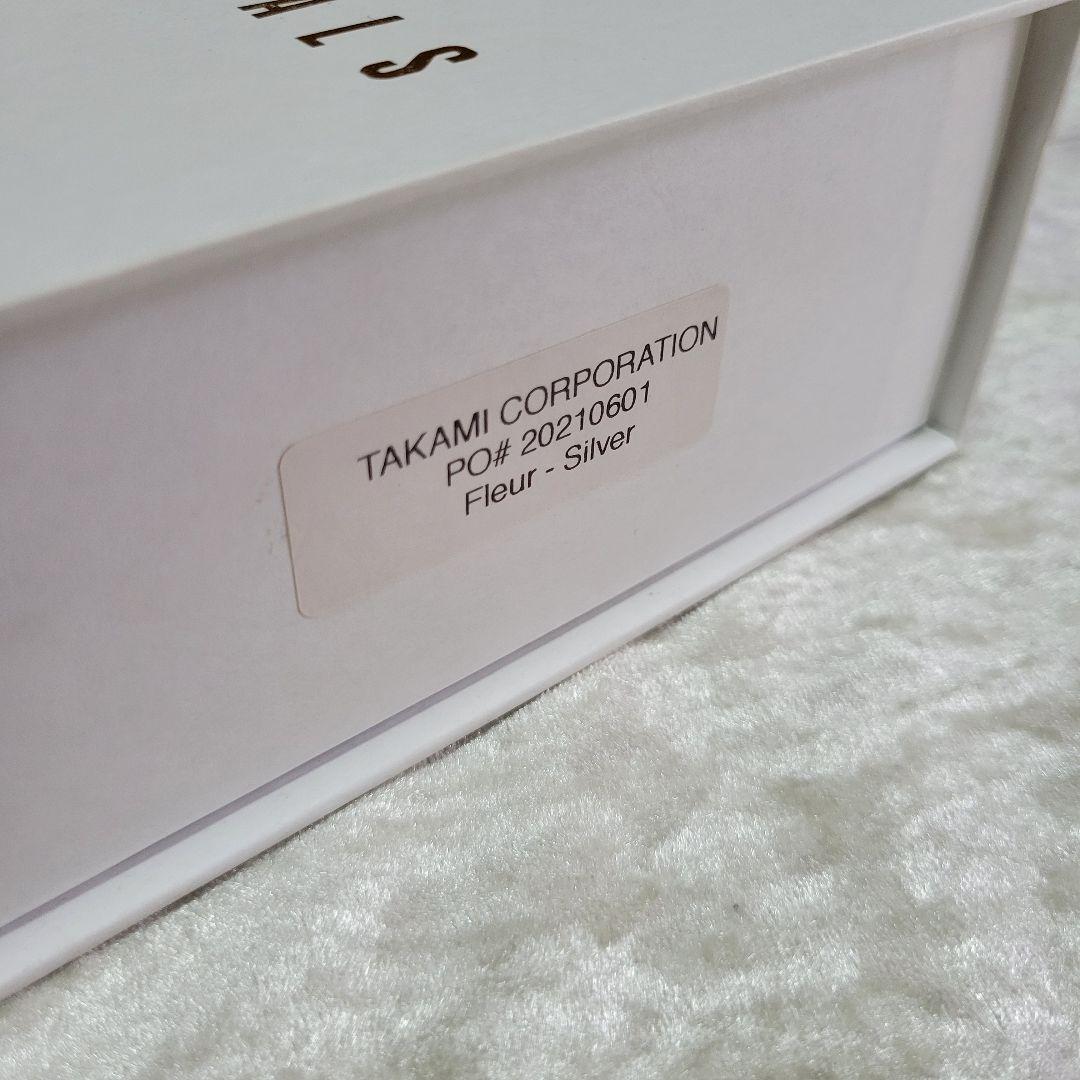 TAKAMI CORPORATION
PO# 20210601
Fleur - Silver